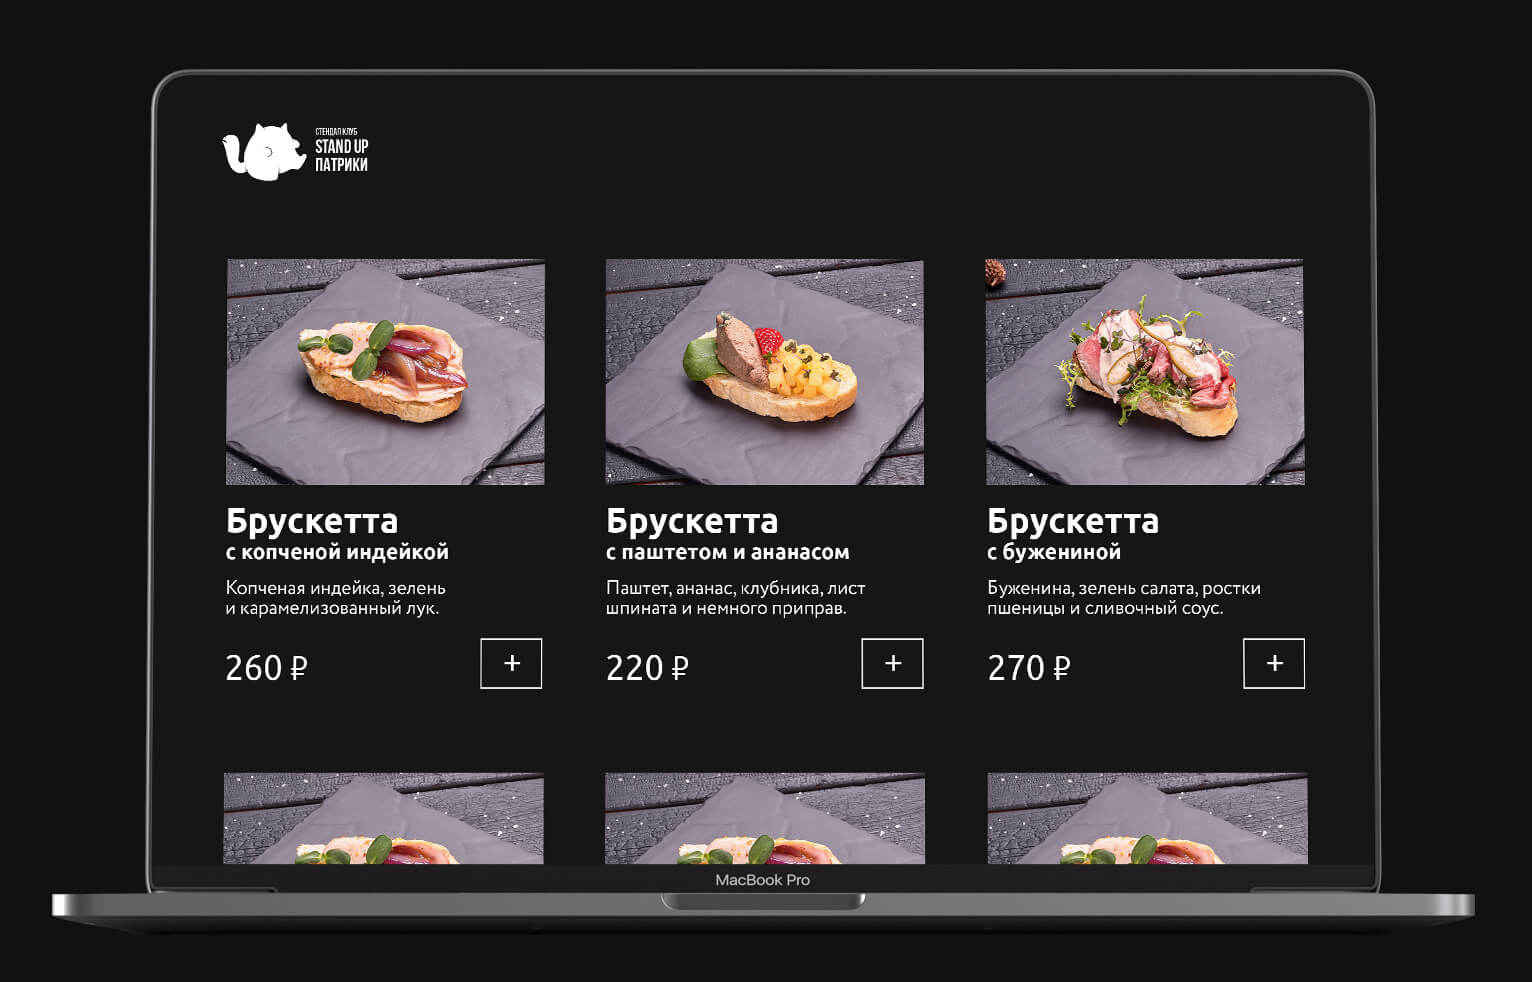 СТЕНДАП КЛУБ
STAND UP
ПАТРИКИ
Брускетта
с копченой индейкой
Копченая индейка, зелень
и карамелизованный лук.
260 ₽
+
Брускетта
с паштетом и ананасом
Паштет, ананас, клубника, лист
шпината и немного приправ.
220 ₽
+
Брускетта
с бужениной
Буженина, зелень салата, ростки
пшеницы и сливочный соус.
270 ₽
+
MacBook Pro